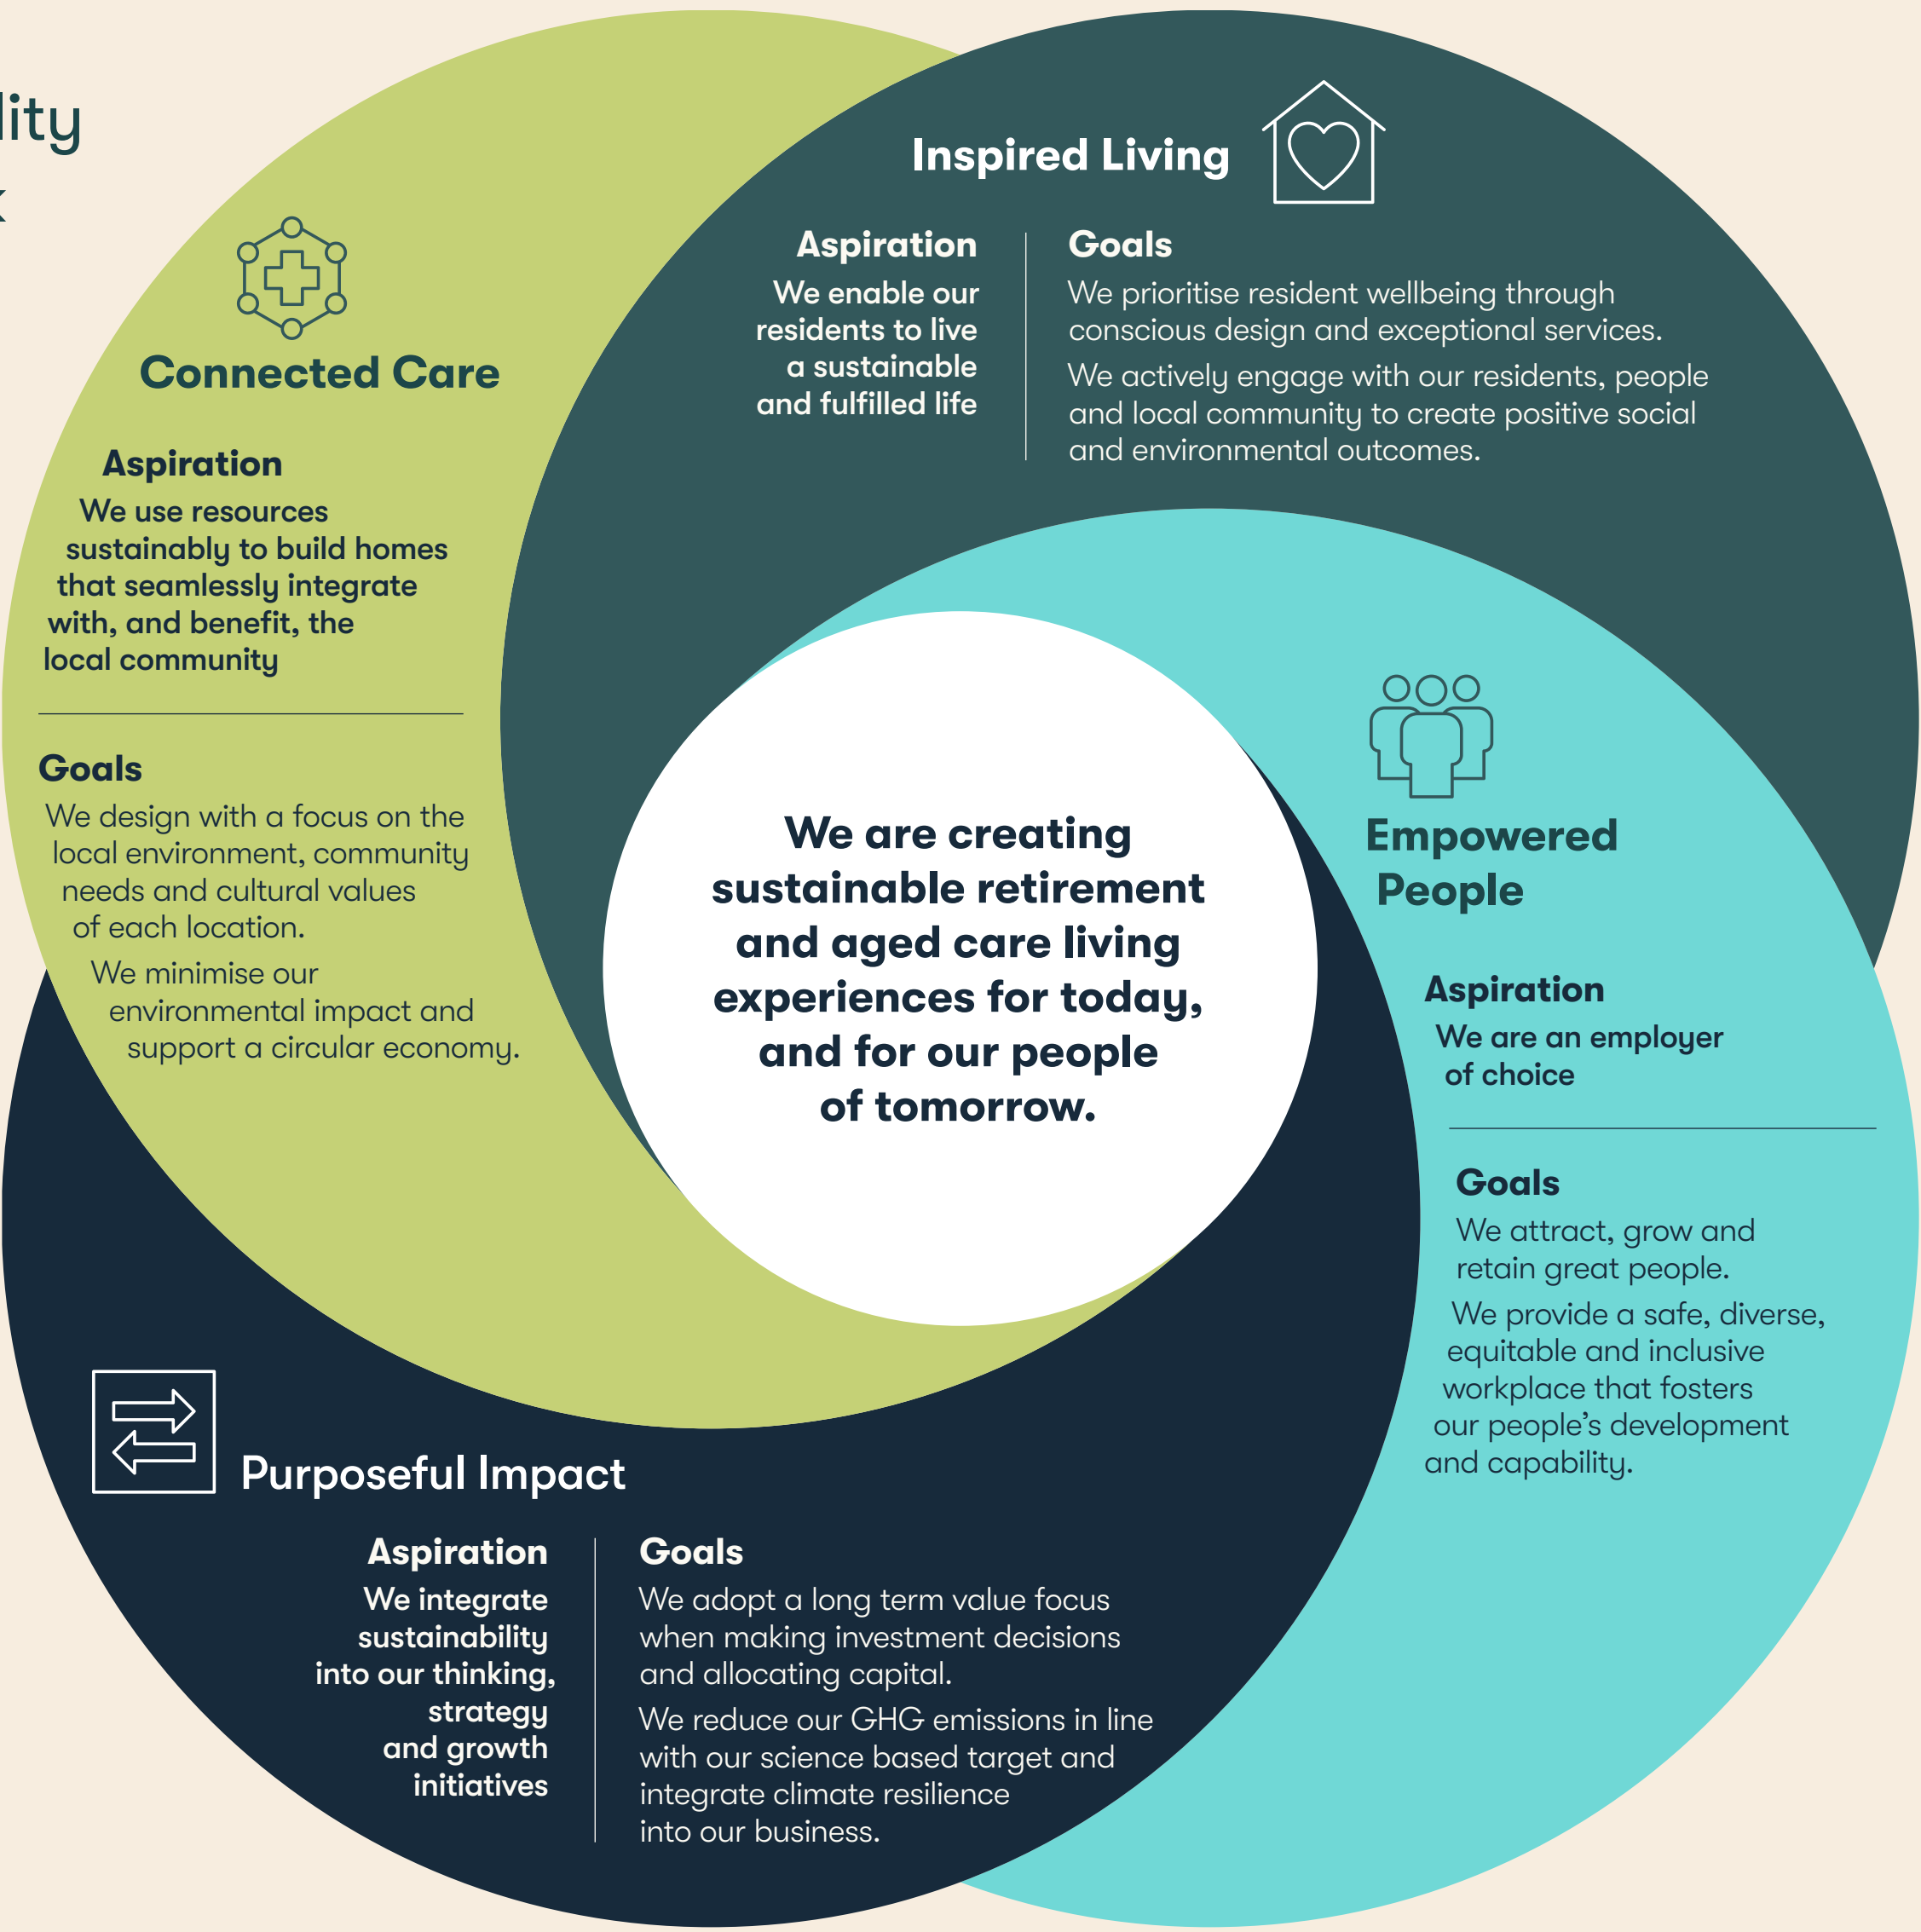 Inspired Living
Aspiration
We enable our
residents to live
a sustainable
and fulfilled life
Goals
We prioritise resident wellbeing through
conscious design and exceptional services.
We actively engage with our residents, people
and local community to create positive social
and environmental outcomes.
Connected Care
Aspiration
We use resources
sustainably to build homes
that seamlessly integrate
with, and benefit, the
local community
Goals
We design with a focus on the
local environment, community
needs and cultural values
of each location.
We minimise our
environmental impact and
support a circular economy.
We are creating
sustainable retirement
and aged care living
experiences for today,
and for our people
of tomorrow.
Empowered
People
Aspiration
We are an employer
of choice
Goals
We attract, grow and
retain great people.
We provide a safe, diverse,
equitable and inclusive
workplace that fosters
our people's development
and capability.
Purposeful Impact
Aspiration
We integrate
sustainability
into our thinking,
strategy
and growth
initiatives
Goals
We adopt a long term value focus
when making investment decisions
and allocating capital.
We reduce our GHG emissions in line
with our science based target and
integrate climate resilience
into our business.